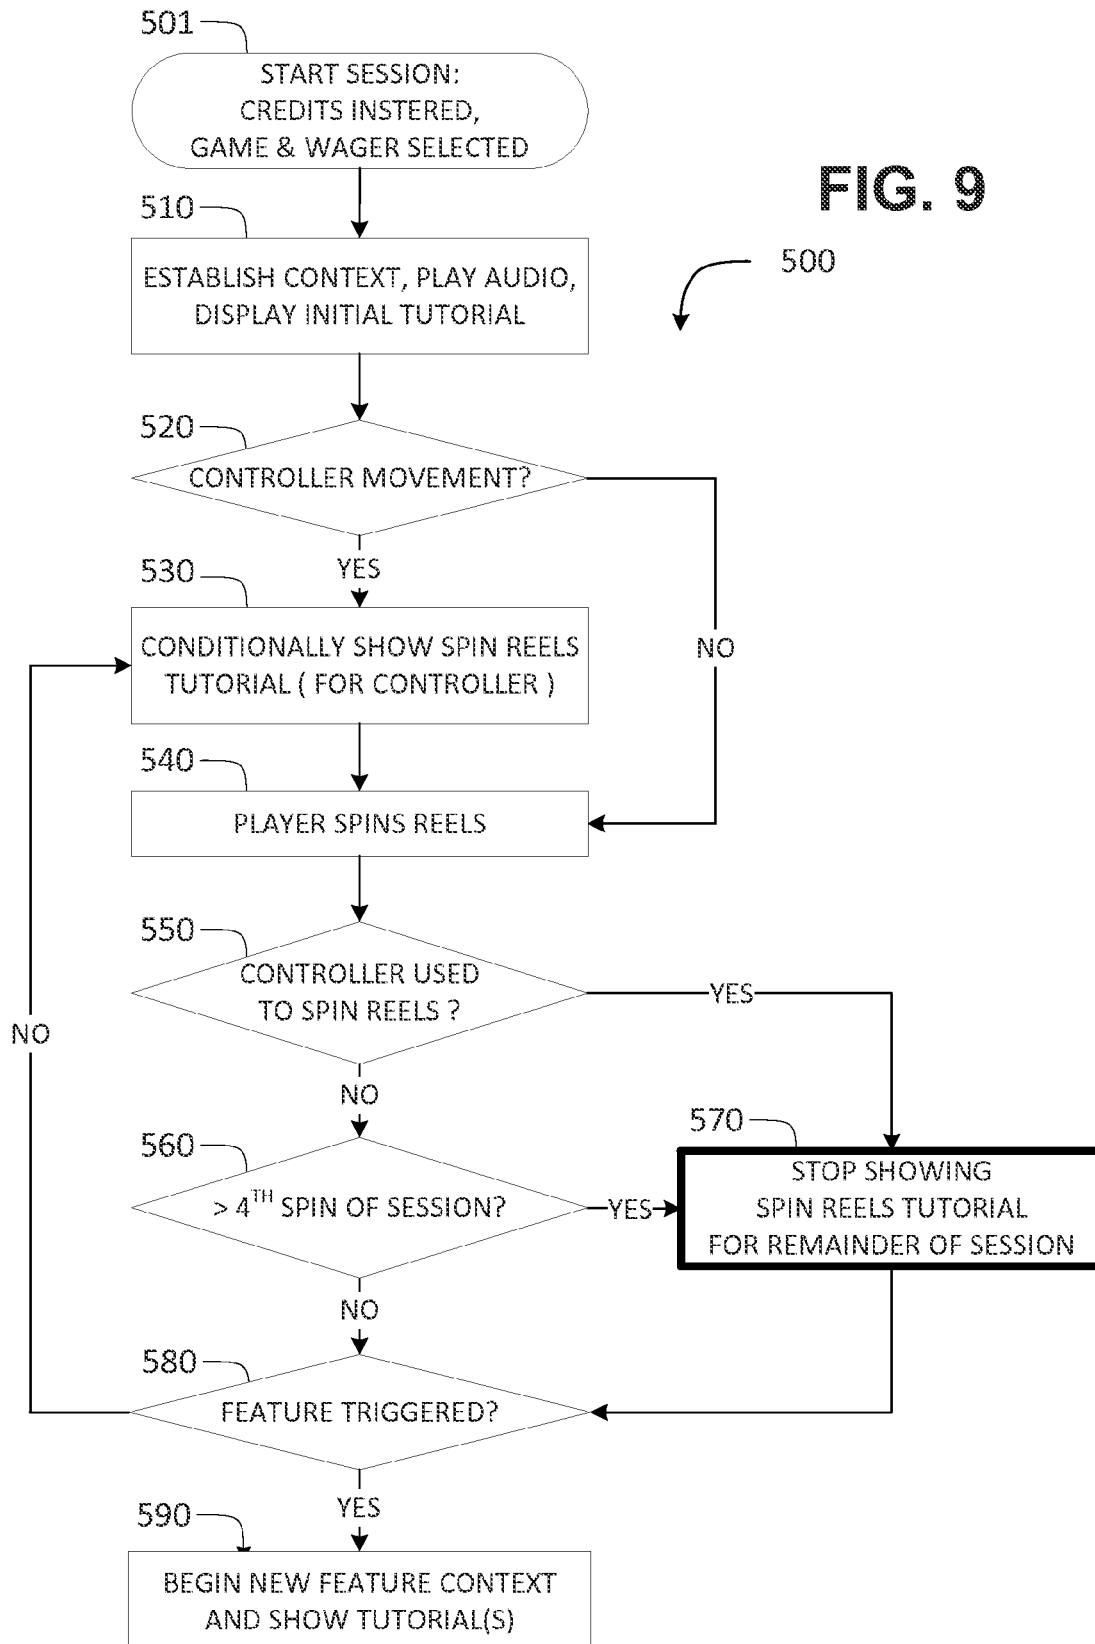 501
START SESSION:
CREDITS INSTERED,
GAME & WAGER SELECTED
FIG. 9
510
500
ESTABLISH CONTEXT, PLAY AUDIO,
DISPLAY INITIAL TUTORIAL
520
CONTROLLER MOVEMENT?
YES
NO
530
CONDITIONALLY SHOW SPIN REELS
TUTORIAL ( FOR CONTROLLER )
540
PLAYER SPINS REELS
550
CONTROLLER USED
TO SPIN REELS ?
YES
NO
NO
560
> 4TH SPIN OF SESSION?
YES
570
STOP SHOWING
SPIN REELS TUTORIAL
FOR REMAINDER OF SESSION
NO
580
FEATURE TRIGGERED?
YES
590
BEGIN NEW FEATURE CONTEXT
AND SHOW TUTORIAL(S)